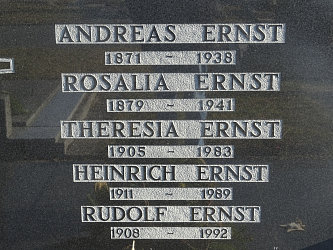 ANDREAS ERNST
1871 ~ 1938
ROSALIA ERNST
1879 ~ 1941
THERESIA ERNST
1905 ~ 1983
HEINRICH ERNST
1911 ~ 1989
RUDOLF ERNST
1908 ~ 1992